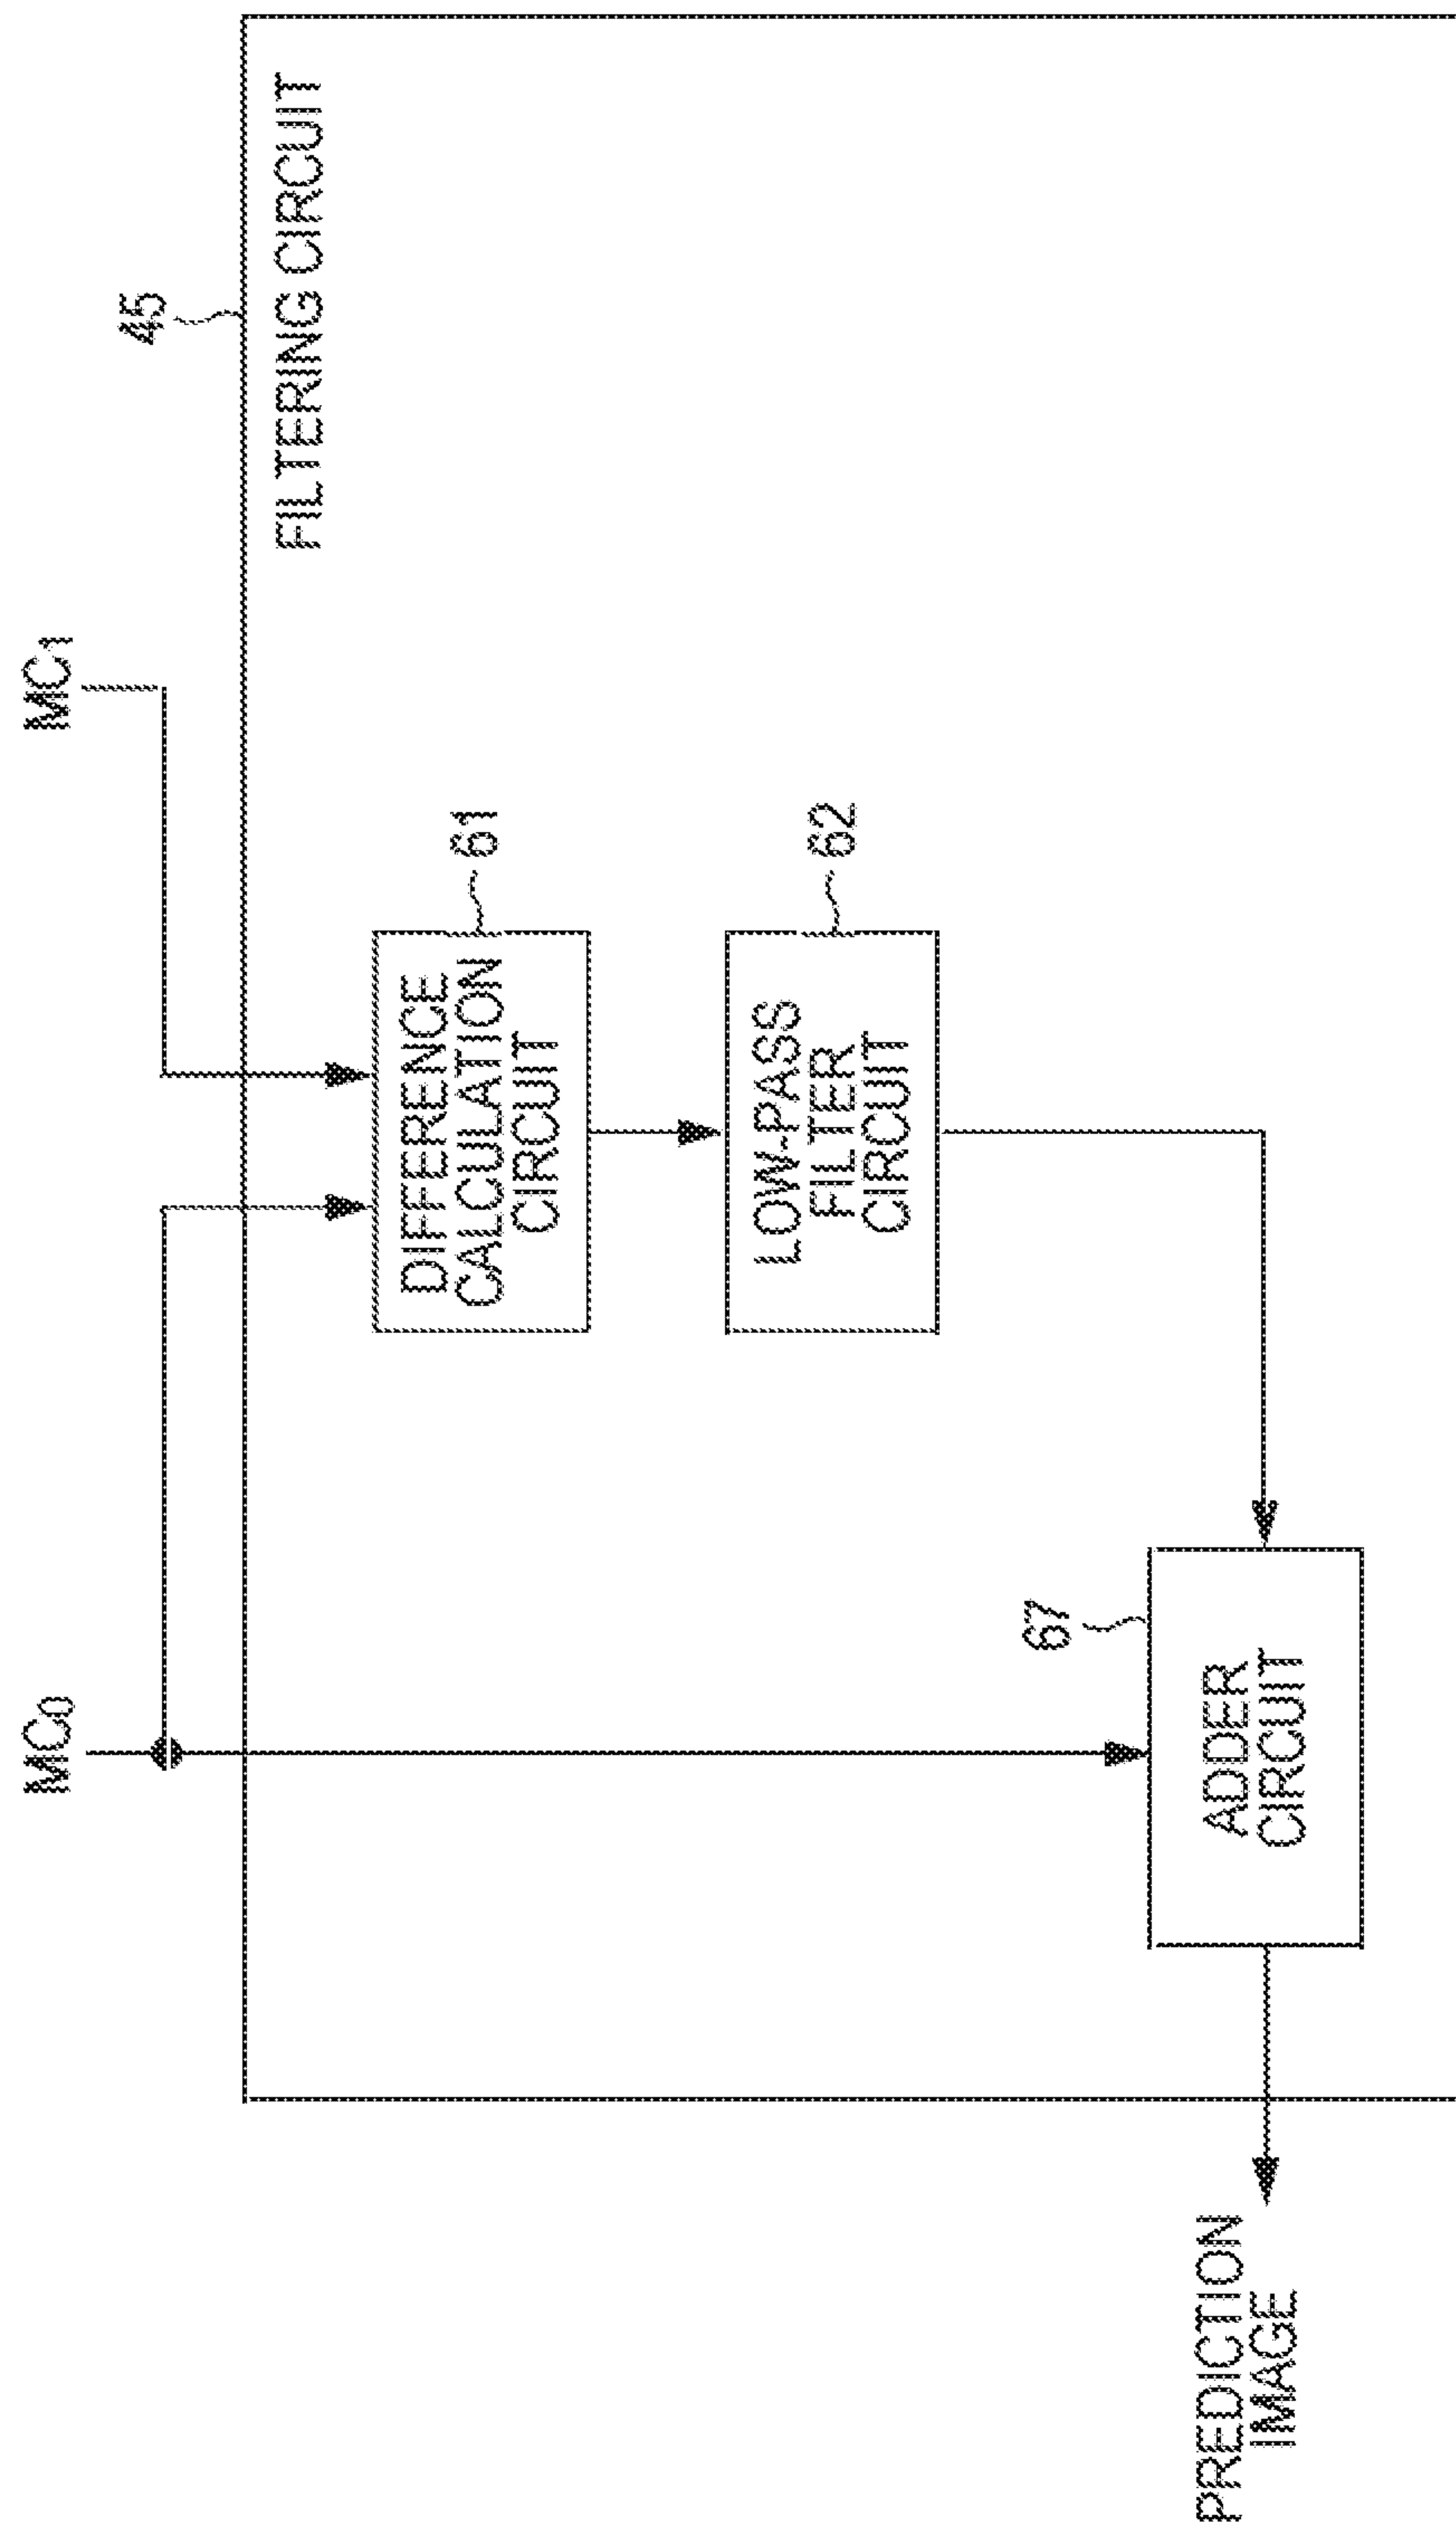 MC₀
MC₁
45
FILTERING CIRCUIT
61
DIFFERENCE
CALCULATION
CIRCUIT
62
LOW-PASS
FILTER
CIRCUIT
67
ADDER
CIRCUIT
PREDICTION
IMAGE